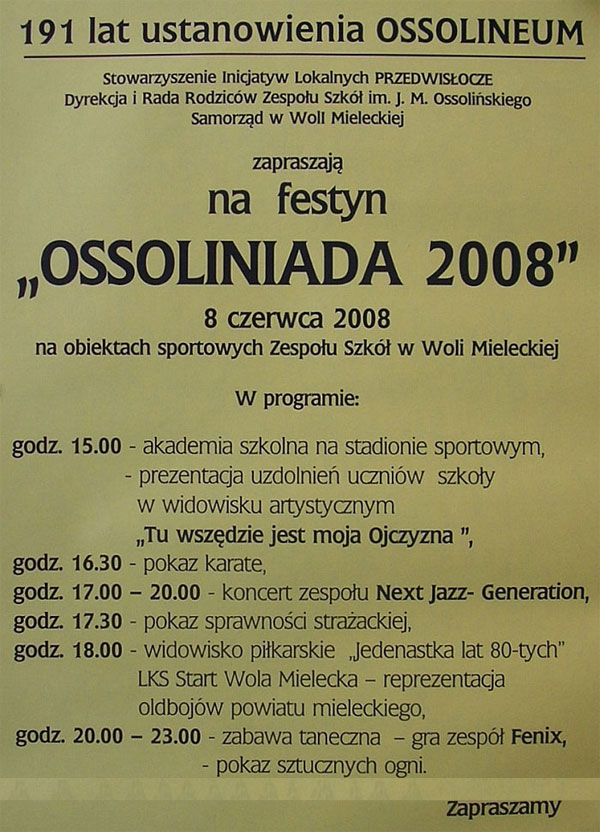 191 lat ustanowienia OSSOLINEUM
Stowarzyszenie Inicjatyw Lokalnych PRZEDWISŁOCZE
Dyrekcja i Rada Rodziców Zespołu Szkół im. J. M. Ossolińskiego
Samorząd w WolI Mieleckiej
zapraszają
na festyn
„OSSOLINIADA 2008”
8 czerwca 2008
na obiektach sportowych Zespołu Szkół w Woli Mieleckiej
W programie:
godz. 15.00 - akademia szkolna na stadionie sportowym,
- prezentacja uzdolnień uczniów szkoły
w widowisku artystycznym
„Tu wszędzie jest moja Ojczyzna ”,
godz. 16.30 - pokaz karate,
godz. 17.00 – 20.00 - koncert zespołu Next Jazz- Generation,
godz. 17.30 - pokaz sprawności strażackiej,
godz. 18.00 - widowisko piłkarskie „Jedenastka lat 80-tych”
LKS Start Wola Mielecka – reprezentacja
oldbojów powiatu mieleckiego,
godz. 20.00 – 23.00 - zabawa taneczna – gra zespół Fenix,
- pokaz sztucznych ogni.
Zapraszamy